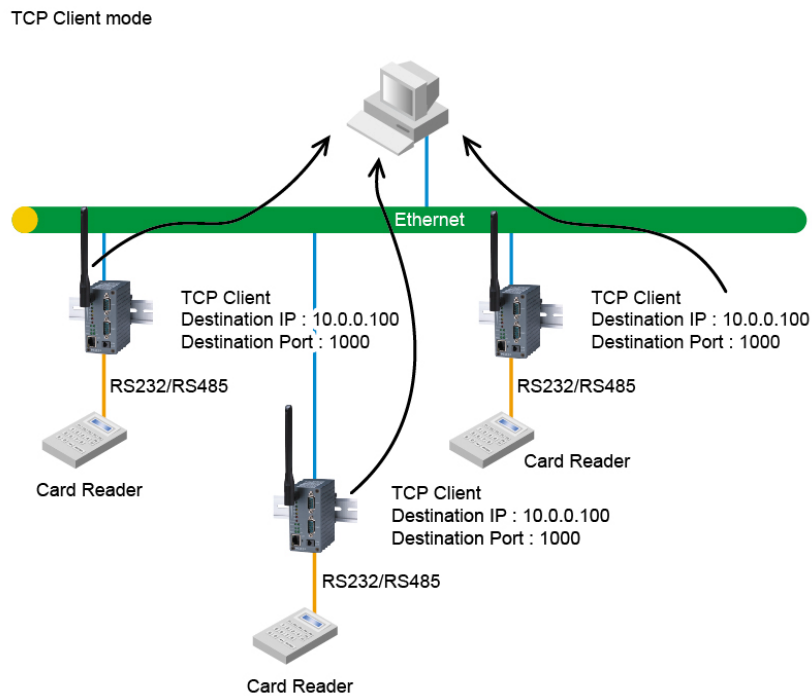 TCP Client mode
Ethernet
TCP Client
Destination IP : 10.0.0.100
Destination Port : 1000
RS232/RS485
Card Reader
TCP Client
Destination IP : 10.0.0.100
Destination Port : 1000
RS232/RS485
Card Reader
TCP Client
Destination IP : 10.0.0.100
Destination Port : 1000
RS232/RS485
Card Reader